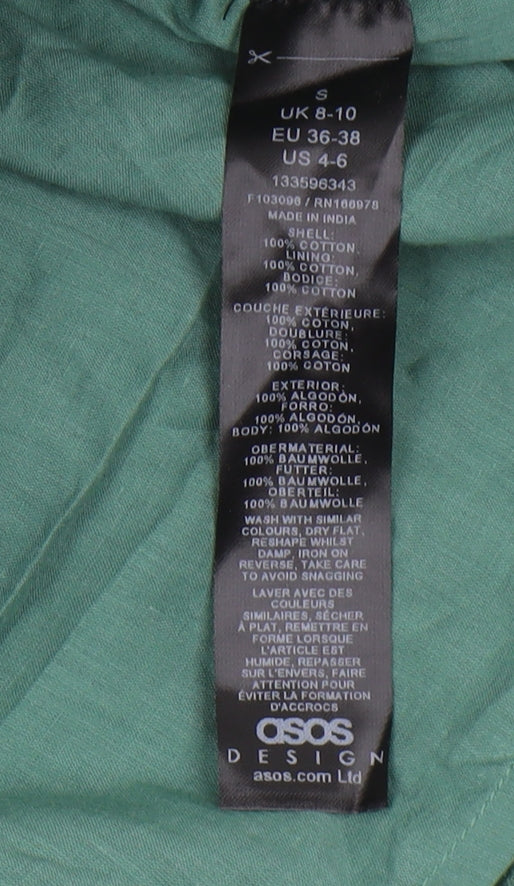 S
UK 8-10
EU 36-38
US 4-6
133596343
F103096 / RN166978
MADE IN INDIA
SHELL:
100% COTTON,
LINING:
100% COTTON,
BODICE:
100% COTTON
COUCHE EXTÉRIEURE:
100% COTON,
DOUBLURE:
100% COTON,
CORSAGE:
100% COTON
EXTERIOR:
100% ALGODÓN,
FORRO:
100% ALGODÓN,
BODY: 100% ALGODÓN
OBERMATERIAL:
100% BAUMWOLLE,
FUTTER:
100% BAUMWOLLE,
OBERTEIL:
100% BAUMWOLLE
WASH WITH SIMILAR
COLOURS, DRY FLAT,
RESHAPE WHILST
DAMP, IRON ON
REVERSE, TAKE CARE
TO AVOID SNAGGING
LAVER AVEC DES
COULEURS
SIMILAIRES, SÉCHER
À PLAT, REMETTRE EN
FORME LORSQUE
L'ARTICLE EST
HUMIDE, REPASSER
SUR L'ENVERS, FAIRE
ATTENTION POUR
ÉVITER LA FORMATION
D'ACCROCS
asos
DESIGN
asos.com Ltd